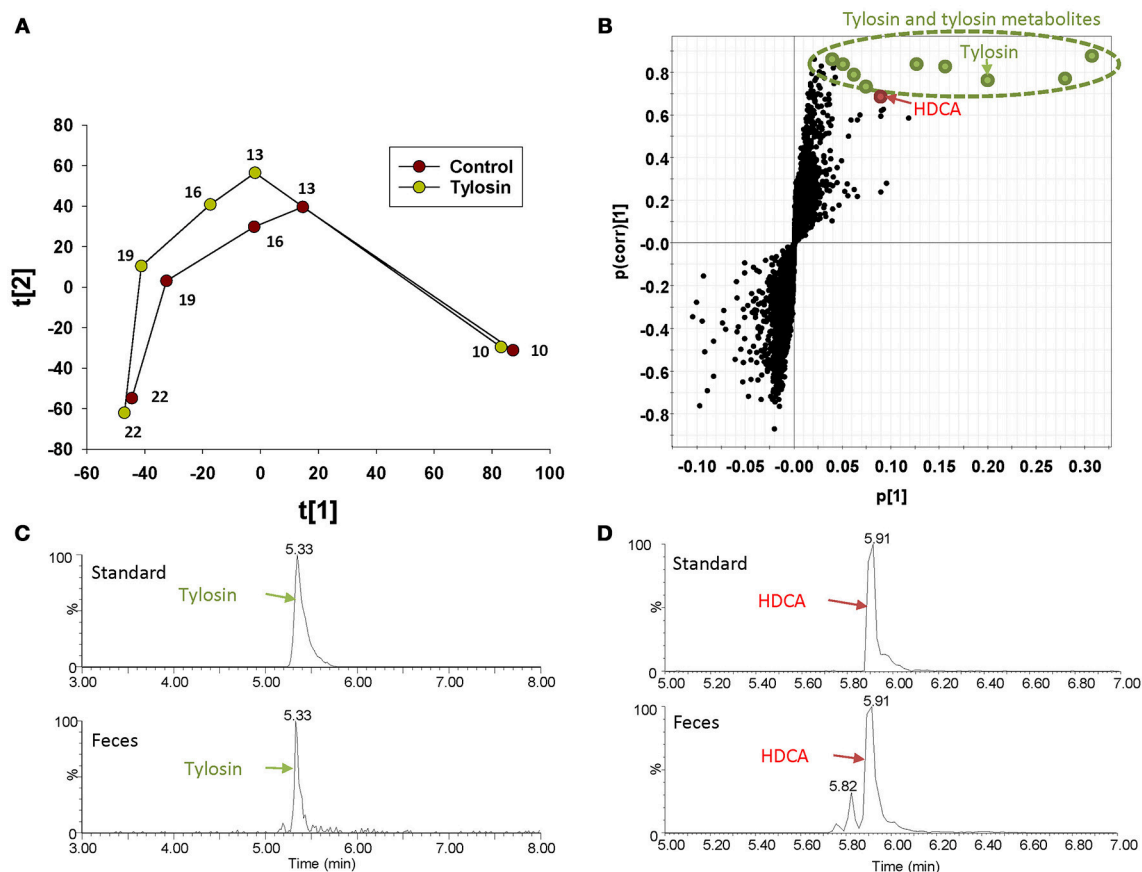 A
80
60
40
20
0
-20
-40
-60
-80
t[2]
-60 -40 -20 0 20 40 60 80 100
t[1]
13
16
13
19
16
19
22
22
10
10
Control
Tylosin
B
Tylosin and tylosin metabolites
Tylosin
HDCA
0.8
0.6
0.4
0.2
-0.0
-0.2
-0.4
-0.6
-0.8
p(corr)[1]
-0.10 -0.05 -0.00 0.05 0.10 0.15 0.20 0.25 0.30
p[1]
C
5.33
100
Standard
Tylosin
%
0
3.00 4.00 5.00 6.00 7.00 8.00
5.33
100
Feces
Tylosin
%
0
3.00 4.00 5.00 6.00 7.00 8.00
Time (min)
D
5.91
100
Standard
HDCA
%
0
5.00 5.20 5.40 5.60 5.80 6.00 6.20 6.40 6.60 6.80 7.00
5.91
100
Feces
HDCA
5.82
%
0
5.00 5.20 5.40 5.60 5.80 6.00 6.20 6.40 6.60 6.80 7.00
Time (min)